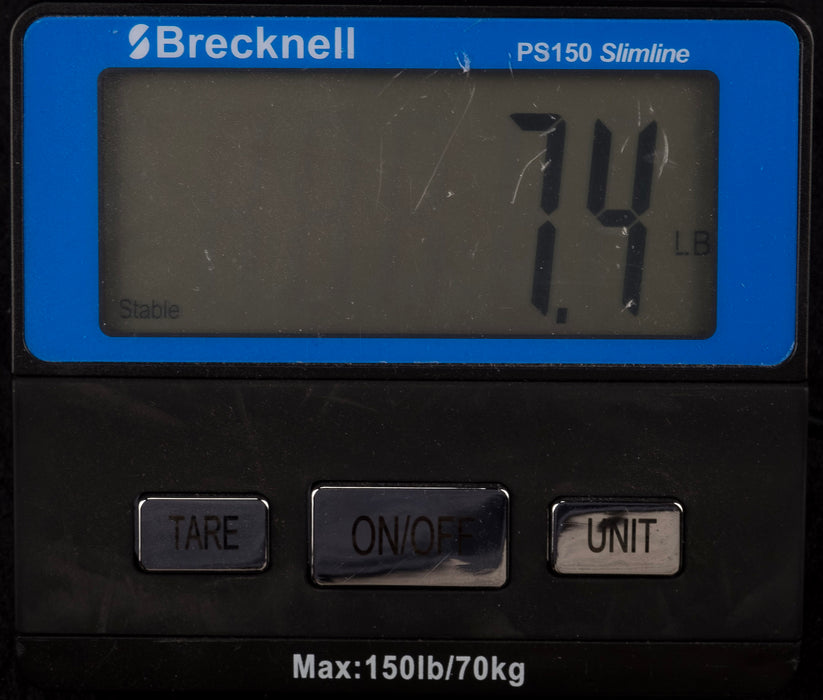 Brecknell PS150 Slimline
7.4 LB
Stable
TARE ON/OFF UNIT
Max:150lb/70kg